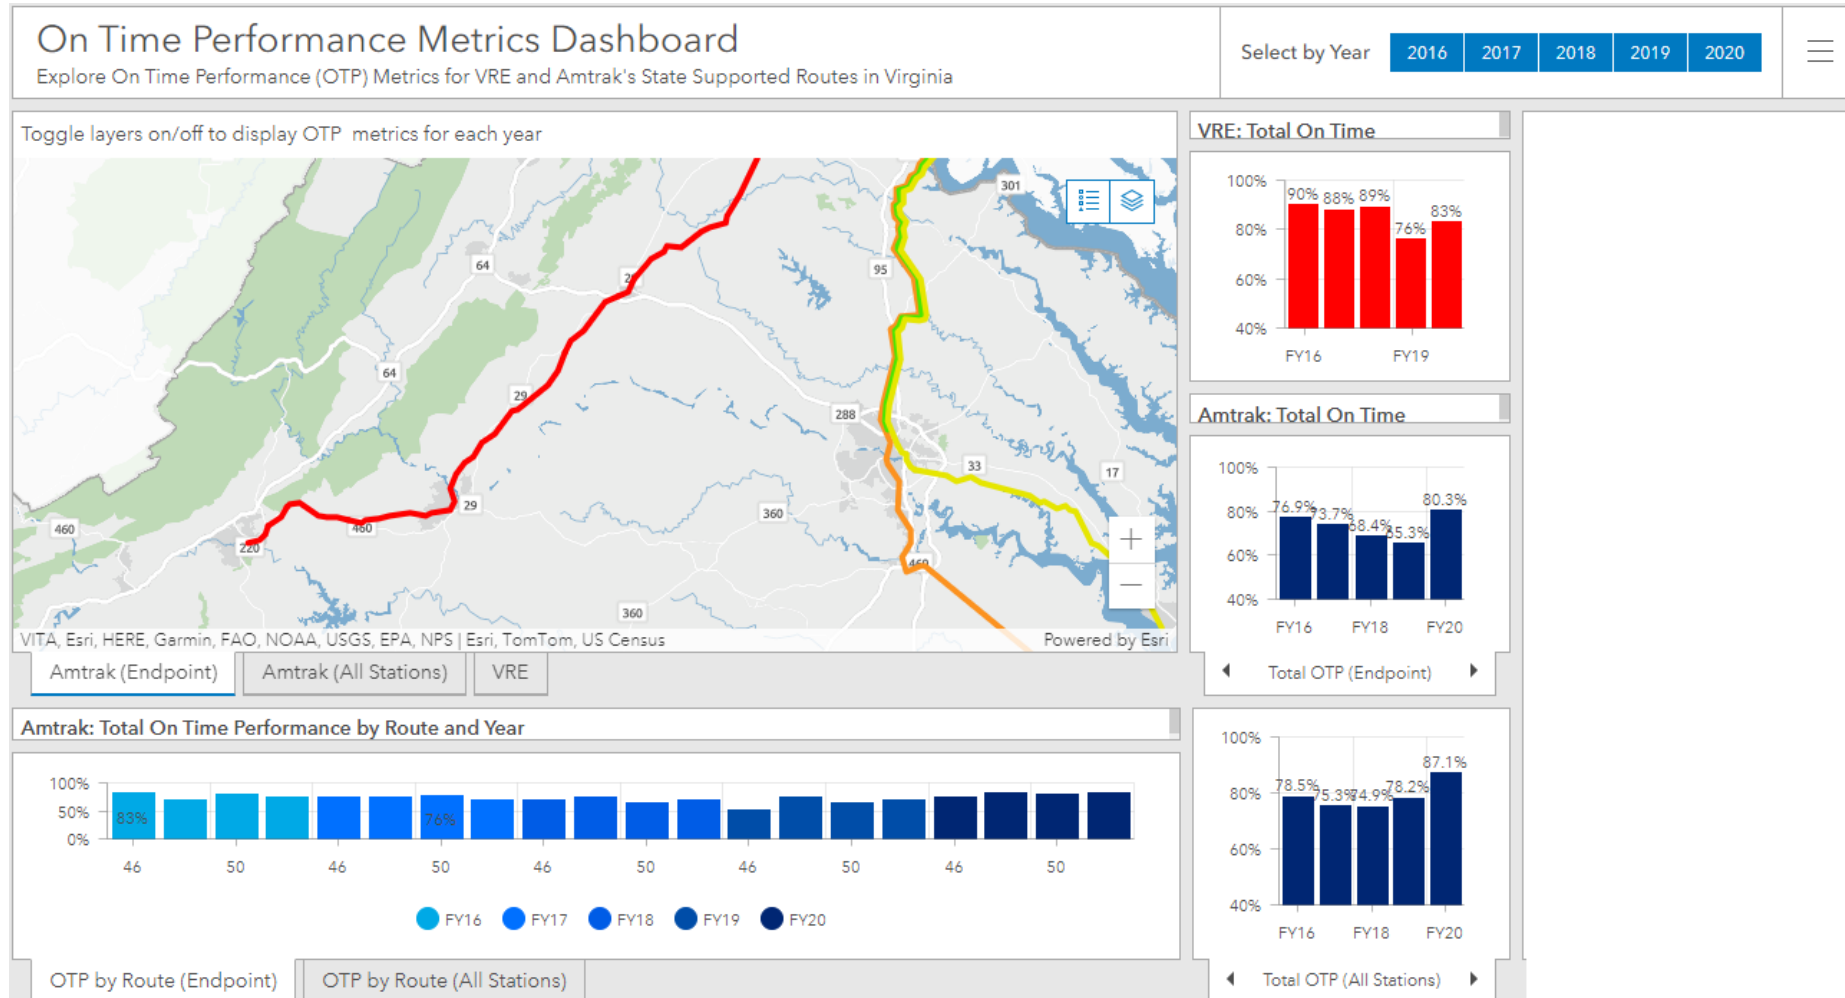 On Time Performance Metrics Dashboard
Explore On Time Performance (OTP) Metrics for VRE and Amtrak's State Supported Routes in Virginia
Select by Year
2016 2017 2018 2019 2020
Toggle layers on/off to display OTP metrics for each year
301
64
95
64
29
288
33
17
29
460
360
460
220
360
VITA, Esri, HERE, Garmin, FAO, NOAA, USGS, EPA, NPS | Esri, TomTom, US Census
Powered by Esri
Amtrak (Endpoint) Amtrak (All Stations) VRE
VRE: Total On Time
100%
80%
60%
40%
90% 88% 89% 76% 83%
FY16 FY19
Amtrak: Total On Time
100%
80%
60%
40%
76.9% 73.7% 68.4% 65.3% 80.3%
FY16 FY18 FY20
Total OTP (Endpoint)
Amtrak: Total On Time Performance by Route and Year
100%
50%
0%
83% 76%
46 50 46 50 46 50 46 50 46 50
FY16 FY17 FY18 FY19 FY20
OTP by Route (Endpoint) OTP by Route (All Stations)
100%
80%
60%
40%
78.5% 75.3% 74.9% 78.2% 87.1%
FY16 FY18 FY20
Total OTP (All Stations)